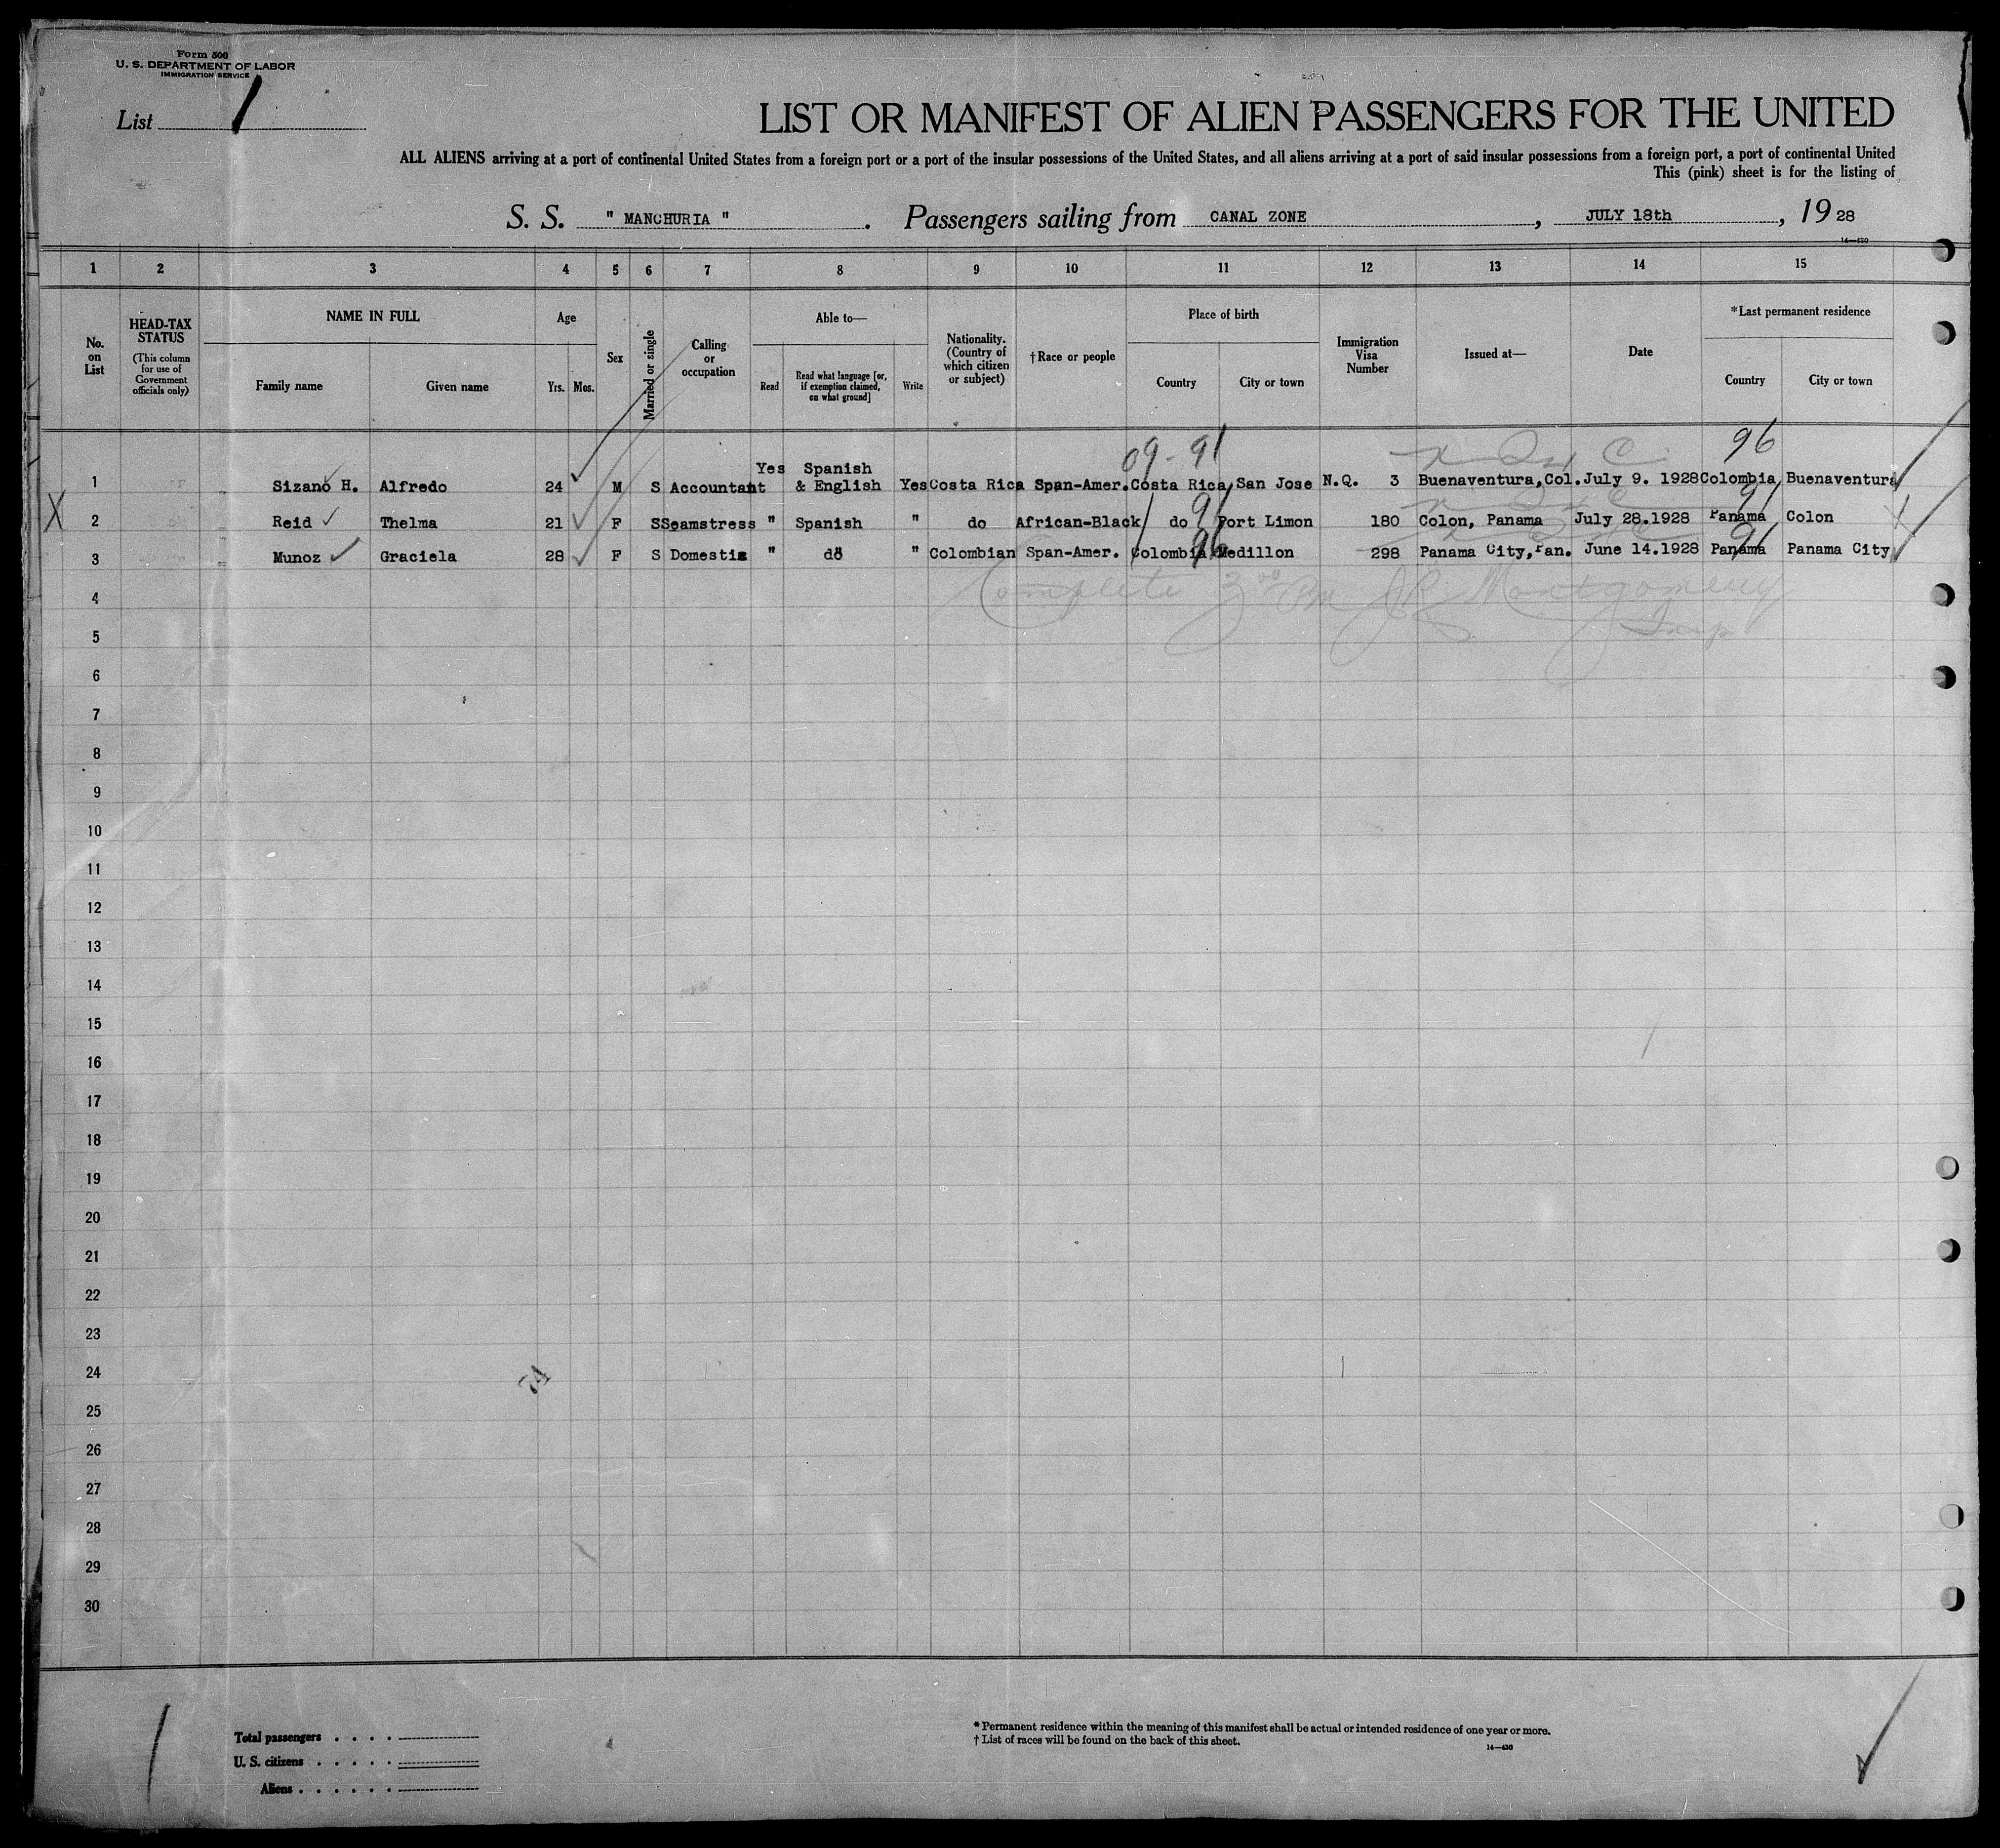 Form 500
U. S. DEPARTMENT OF LABOR
IMMIGRATION SERVICE
List 1
LIST OR MANIFEST OF ALIEN PASSENGERS FOR THE UNITED
ALL ALIENS arriving at a port of continental United States from a foreign port or a port of the insular possessions of the United States, and all aliens arriving at a port of said insular possessions from a foreign port, a port of continental United
This (pink) sheet is for the listing of
S. S. " MANCHURIA " . Passengers sailing from CANAL ZONE , JULY 18th , 19 28
14—430
1 2 3 4 5 6 7 8 9 10 11 12 13 14 15
No. on List
HEAD-TAX STATUS (This column for use of Government officials only)
NAME IN FULL
Family name Given name
Age
Yrs. Mos.
Sex
Married or single
Calling or occupation
Able to—
Read
Read what language [or, if exemption claimed, on what ground]
Write
Nationality. (Country of which citizen or subject)
†Race or people
Place of birth
Country City or town
Immigration Visa Number
Issued at—
Date
*Last permanent residence
Country City or town
09-91 96
1 Sizano H. Alfredo 24 M S Accountant Yes Spanish & English Yes Costa Rica Span-Amer. Costa Rica San Jose N.Q. 3 Buenaventura,Col. July 9. 1928 Colombia Buenaventura
91 91
X 2 Reid Thelma 21 F S Seamstress " Spanish " do African-Black do Port Limon 180 Colon, Panama July 28.1928 Panama Colon
96 91
3 Munoz Graciela 28 F S Domestic " do " Colombian Span-Amer. Colombia Medillon 298 Panama City,Pan. June 14.1928 Panama Panama City
Complete 3 00 Pm J R Montgomery
Insp
4
5
6
7
8
9
10
11
12
13
14
15
16
17
18
19
20
21
22
23
24
74
25
26
27
28
29
30
Total passengers . . . .
U. S. citizens . . . . .
Aliens . . . . . .
* Permanent residence within the meaning of this manifest shall be actual or intended residence of one year or more.
† List of races will be found on the back of this sheet.
14—430